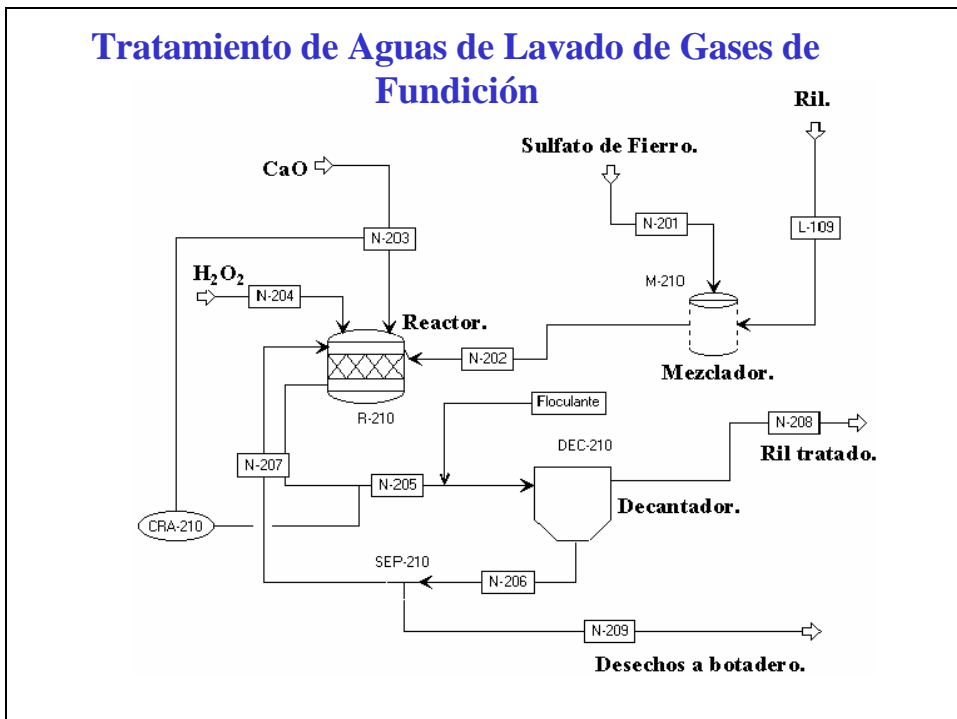 Tratamiento de Aguas de Lavado de Gases de
Fundición
Ril.
Sulfato de Fierro.
CaO
N-201
L-109
N-203
H₂O₂
N-204
M-210
Reactor.
N-202
Mezclador.
Floculante
R-210
N-208
DEC-210
Ril tratado.
N-207
N-205
Decantador.
CRA-210
SEP-210
N-206
N-209
Desechos a botadero.